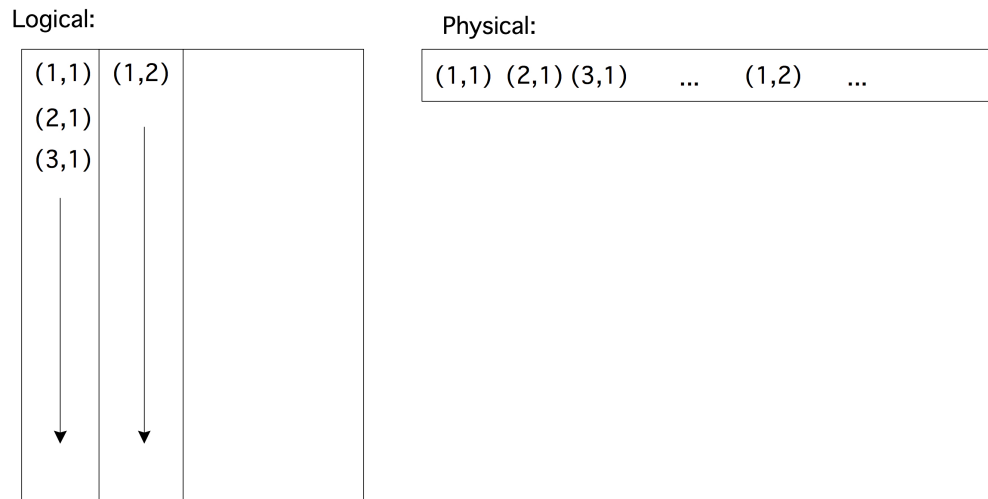 Logical:
(1,1) (1,2)
(2,1)
(3,1)
Physical:
(1,1) (2,1) (3,1) ... (1,2) ...